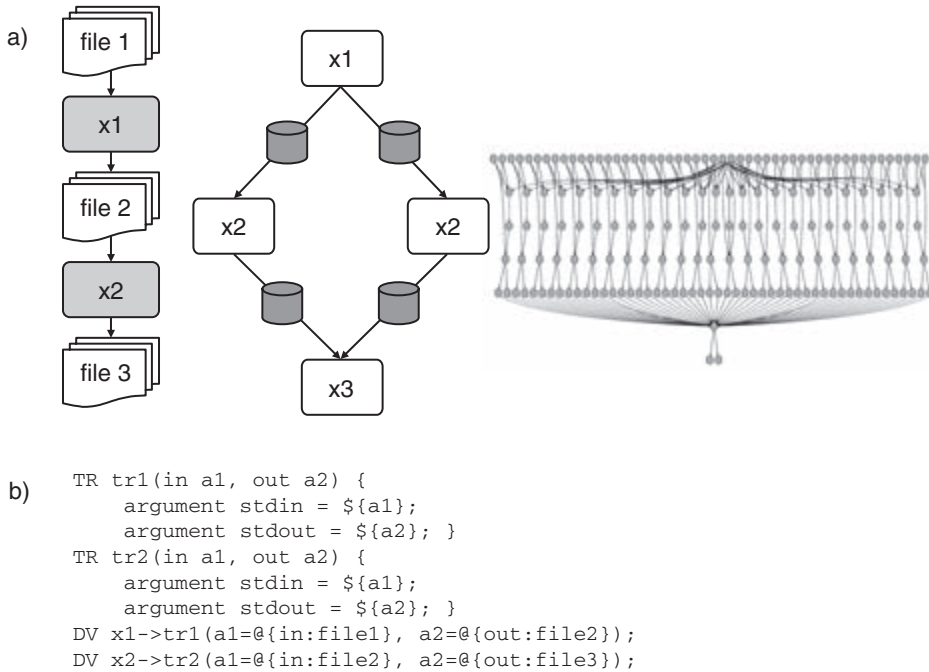 a)
file 1
x1
file 2
x2
file 3
x1
x2
x2
x3
b)
TR tr1(in a1, out a2) {
argument stdin = ${a1};
argument stdout = ${a2}; }
TR tr2(in a1, out a2) {
argument stdin = ${a1};
argument stdout = ${a2}; }
DV x1->tr1(a1=@{in:file1}, a2=@{out:file2});
DV x2->tr2(a1=@{in:file2}, a2=@{out:file3});